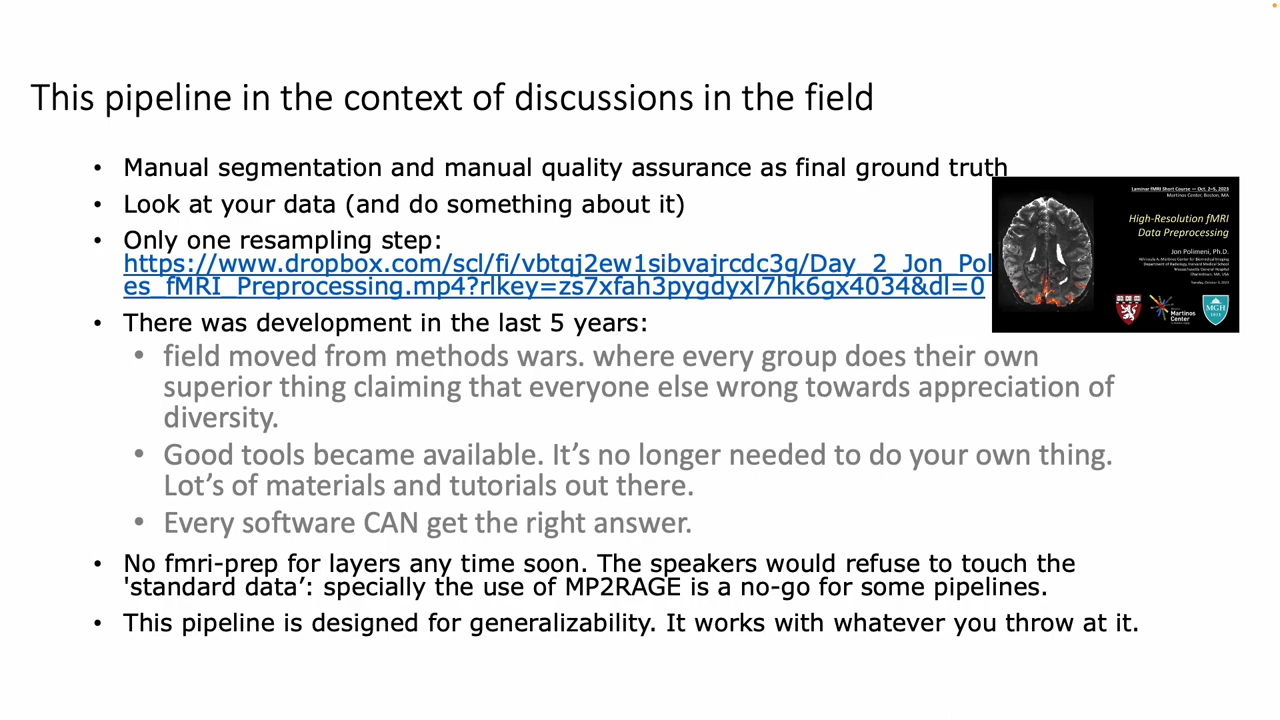 This pipeline in the context of discussions in the field
• Manual segmentation and manual quality assurance as final ground truth
• Look at your data (and do something about it)
• Only one resampling step:
https://www.dropbox.com/scl/fi/vbtqj2ew1sibvajrcdc3q/Day_2_Jon_Pol
es_fMRI_Preprocessing.mp4?rlkey=zs7xfah3pygdyxl7hk6gx4034&dl=0
Laminar fMRI Short Course — Oct. 2–5, 2023
Martinos Center, Boston, MA
High-Resolution fMRI
Data Preprocessing
Jon Polimeni, Ph.D.
Athinoula A. Martinos Center for Biomedical Imaging
Department of Radiology, Harvard Medical School
Massachusetts General Hospital
Charlestown, MA, USA
Tuesday, October 3, 2023
Martinos
Center
MGH
1811
• There was development in the last 5 years:
• field moved from methods wars. where every group does their own
superior thing claiming that everyone else wrong towards appreciation of
diversity.
• Good tools became available. It’s no longer needed to do your own thing.
Lot’s of materials and tutorials out there.
• Every software CAN get the right answer.
• No fmri-prep for layers any time soon. The speakers would refuse to touch the
'standard data’: specially the use of MP2RAGE is a no-go for some pipelines.
• This pipeline is designed for generalizability. It works with whatever you throw at it.